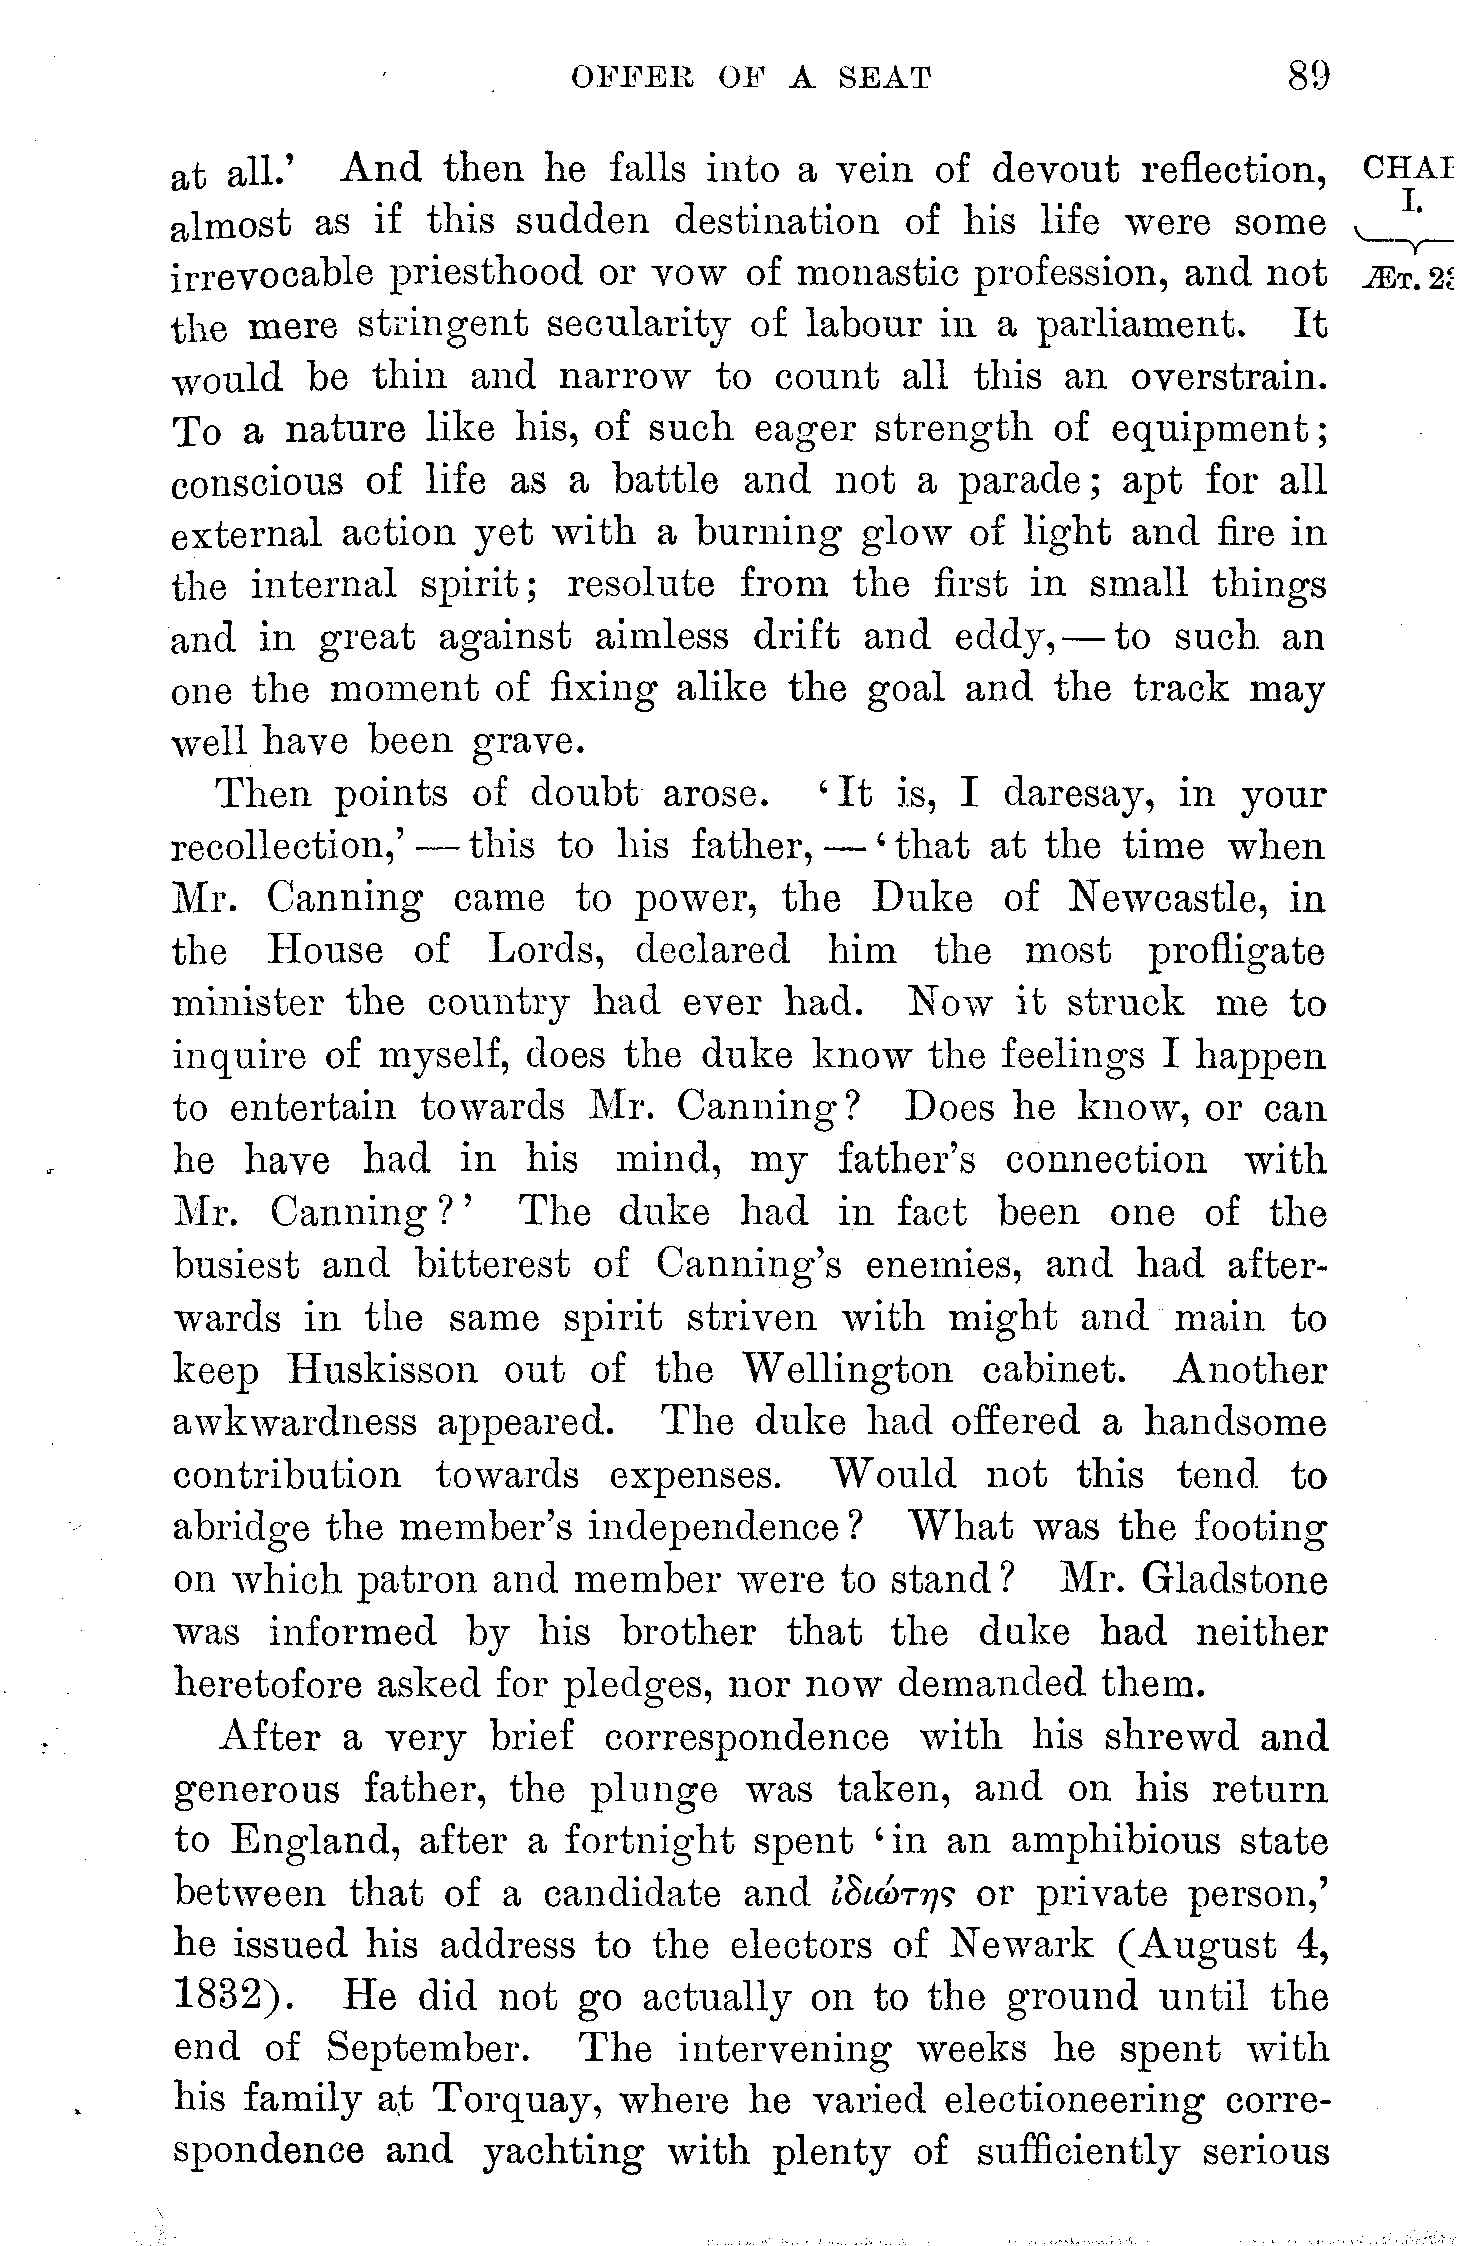 OFFER OF A SEAT 89
at all.’ And then he falls into a vein of devout reflection,
almost as if this sudden destination of his life were some
irrevocable priesthood or vow of monastic profession, and not
the mere stringent secularity of labour in a parliament. It
would be thin and narrow to count all this an overstrain.
To a nature like his, of such eager strength of equipment;
conscious of life as a battle and not a parade; apt for all
external action yet with a burning glow of light and fire in
the internal spirit; resolute from the first in small things
and in great against aimless drift and eddy,—to such an
one the moment of fixing alike the goal and the track may
well have been grave.
Then points of doubt arose. ‘It is, I daresay, in your
recollection,’—this to his father,—‘that at the time when
Mr. Canning came to power, the Duke of Newcastle, in
the House of Lords, declared him the most profligate
minister the country had ever had. Now it struck me to
inquire of myself, does the duke know the feelings I happen
to entertain towards Mr. Canning? Does he know, or can
he have had in his mind, my father’s connection with
Mr. Canning?’ The duke had in fact been one of the
busiest and bitterest of Canning’s enemies, and had after-
wards in the same spirit striven with might and main to
keep Huskisson out of the Wellington cabinet. Another
awkwardness appeared. The duke had offered a handsome
contribution towards expenses. Would not this tend to
abridge the member’s independence? What was the footing
on which patron and member were to stand? Mr. Gladstone
was informed by his brother that the duke had neither
heretofore asked for pledges, nor now demanded them.
After a very brief correspondence with his shrewd and
generous father, the plunge was taken, and on his return
to England, after a fortnight spent ‘in an amphibious state
between that of a candidate and ἰδιώτης or private person,’
he issued his address to the electors of Newark (August 4,
1832). He did not go actually on to the ground until the
end of September. The intervening weeks he spent with
his family at Torquay, where he varied electioneering corre-
spondence and yachting with plenty of sufficiently serious
I.
ÆT.